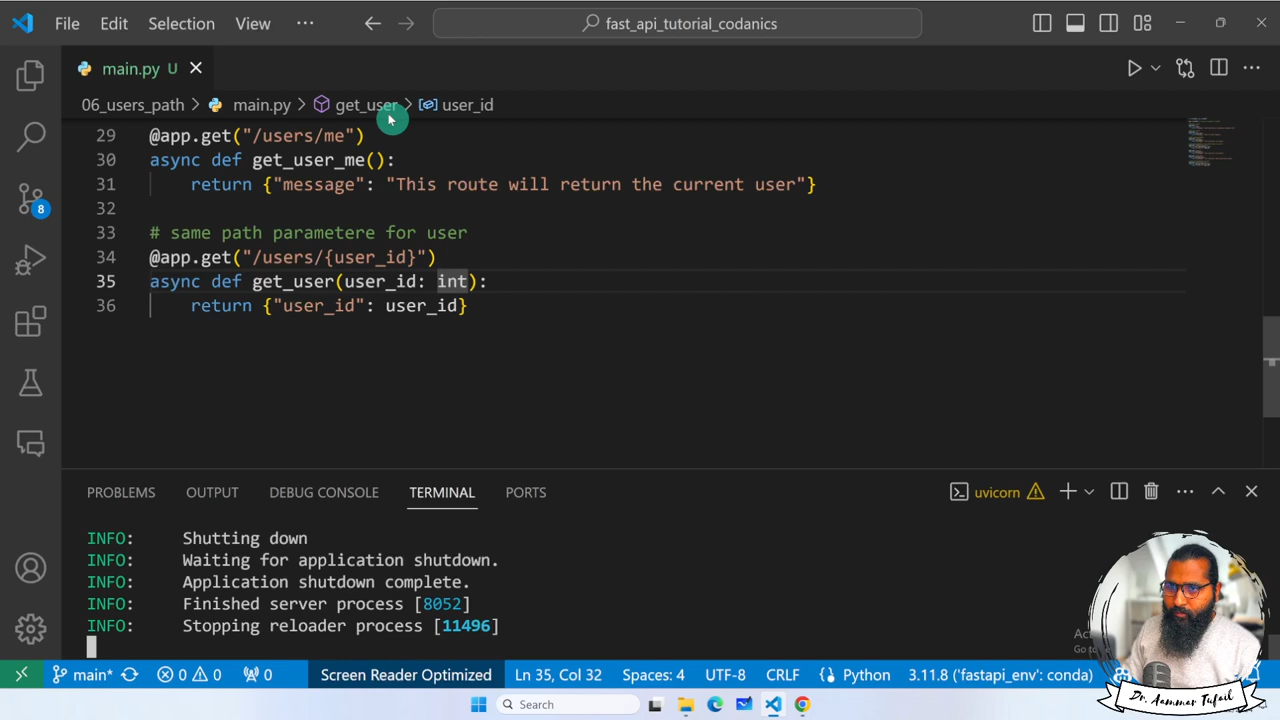 File Edit Selection View ··· fast_api_tutorial_codanics
main.py U
06_users_path > main.py > get_user > user_id
29 @app.get("/users/me")
30 async def get_user_me():
31 return {"message": "This route will return the current user"}
32
33 # same path parametere for user
34 @app.get("/users/{user_id}")
35 async def get_user(user_id: int):
36 return {"user_id": user_id}
8
PROBLEMS OUTPUT DEBUG CONSOLE TERMINAL PORTS uvicorn
INFO: Shutting down
INFO: Waiting for application shutdown.
INFO: Application shutdown complete.
INFO: Finished server process [8052]
INFO: Stopping reloader process [11496]
main* 0 0 0 Screen Reader Optimized Ln 35, Col 32 Spaces: 4 UTF-8 CRLF Python 3.11.8 ('fastapi_env': conda)
Dr. Aammar Tufail
Search